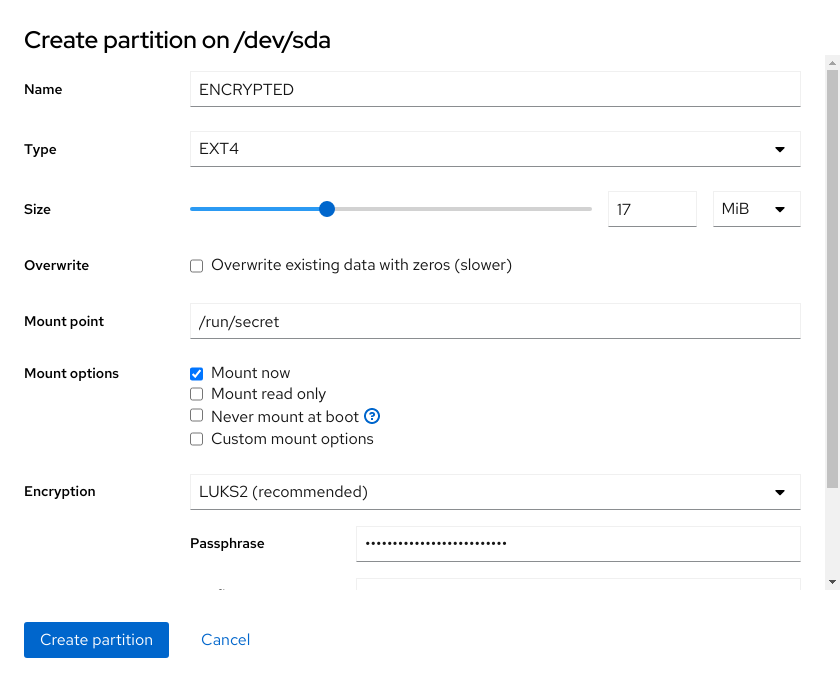 Create partition on /dev/sda
Name ENCRYPTED
Type EXT4
Size 17 MiB
Overwrite Overwrite existing data with zeros (slower)
Mount point /run/secret
Mount options Mount now
Mount read only
Never mount at boot ?
Custom mount options
Encryption LUKS2 (recommended)
Passphrase ••••••••••••••••••••••••••
Create partition Cancel